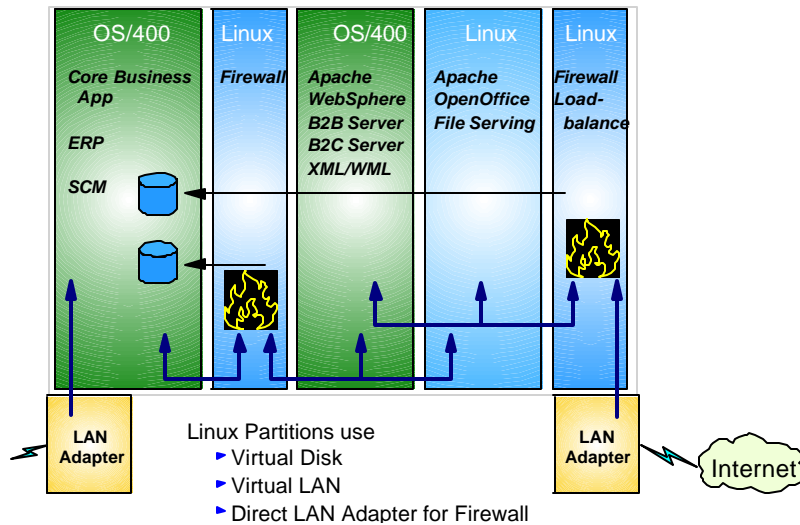 OS/400
Core Business
App
ERP
SCM
Linux
Firewall
OS/400
Apache
WebSphere
B2B Server
B2C Server
XML/WML
Linux
Apache
OpenOffice
File Serving
Linux
Firewall
Load-
balance
LAN
Adapter
Linux Partitions use
Virtual Disk
Virtual LAN
Direct LAN Adapter for Firewall
LAN
Adapter
Internet